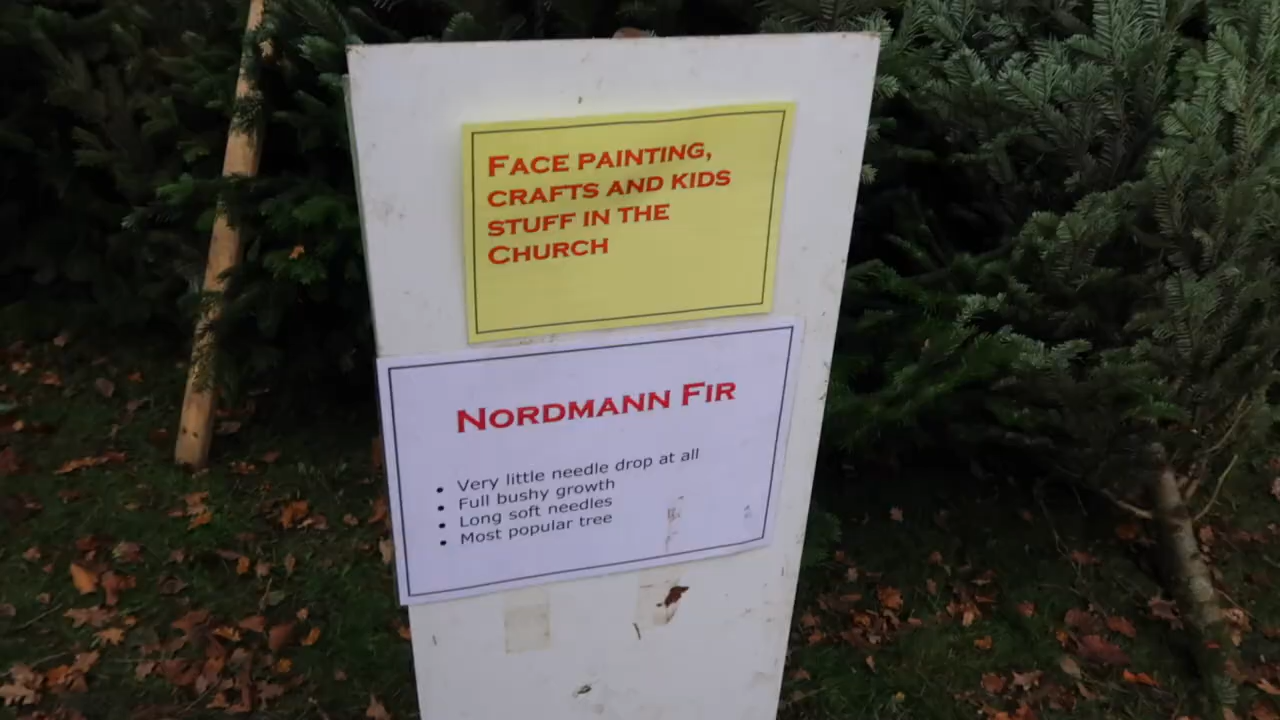 FACE PAINTING,
CRAFTS AND KIDS
STUFF IN THE
CHURCH
NORDMANN FIR
• Very little needle drop at all
• Full bushy growth
• Long soft needles
• Most popular tree